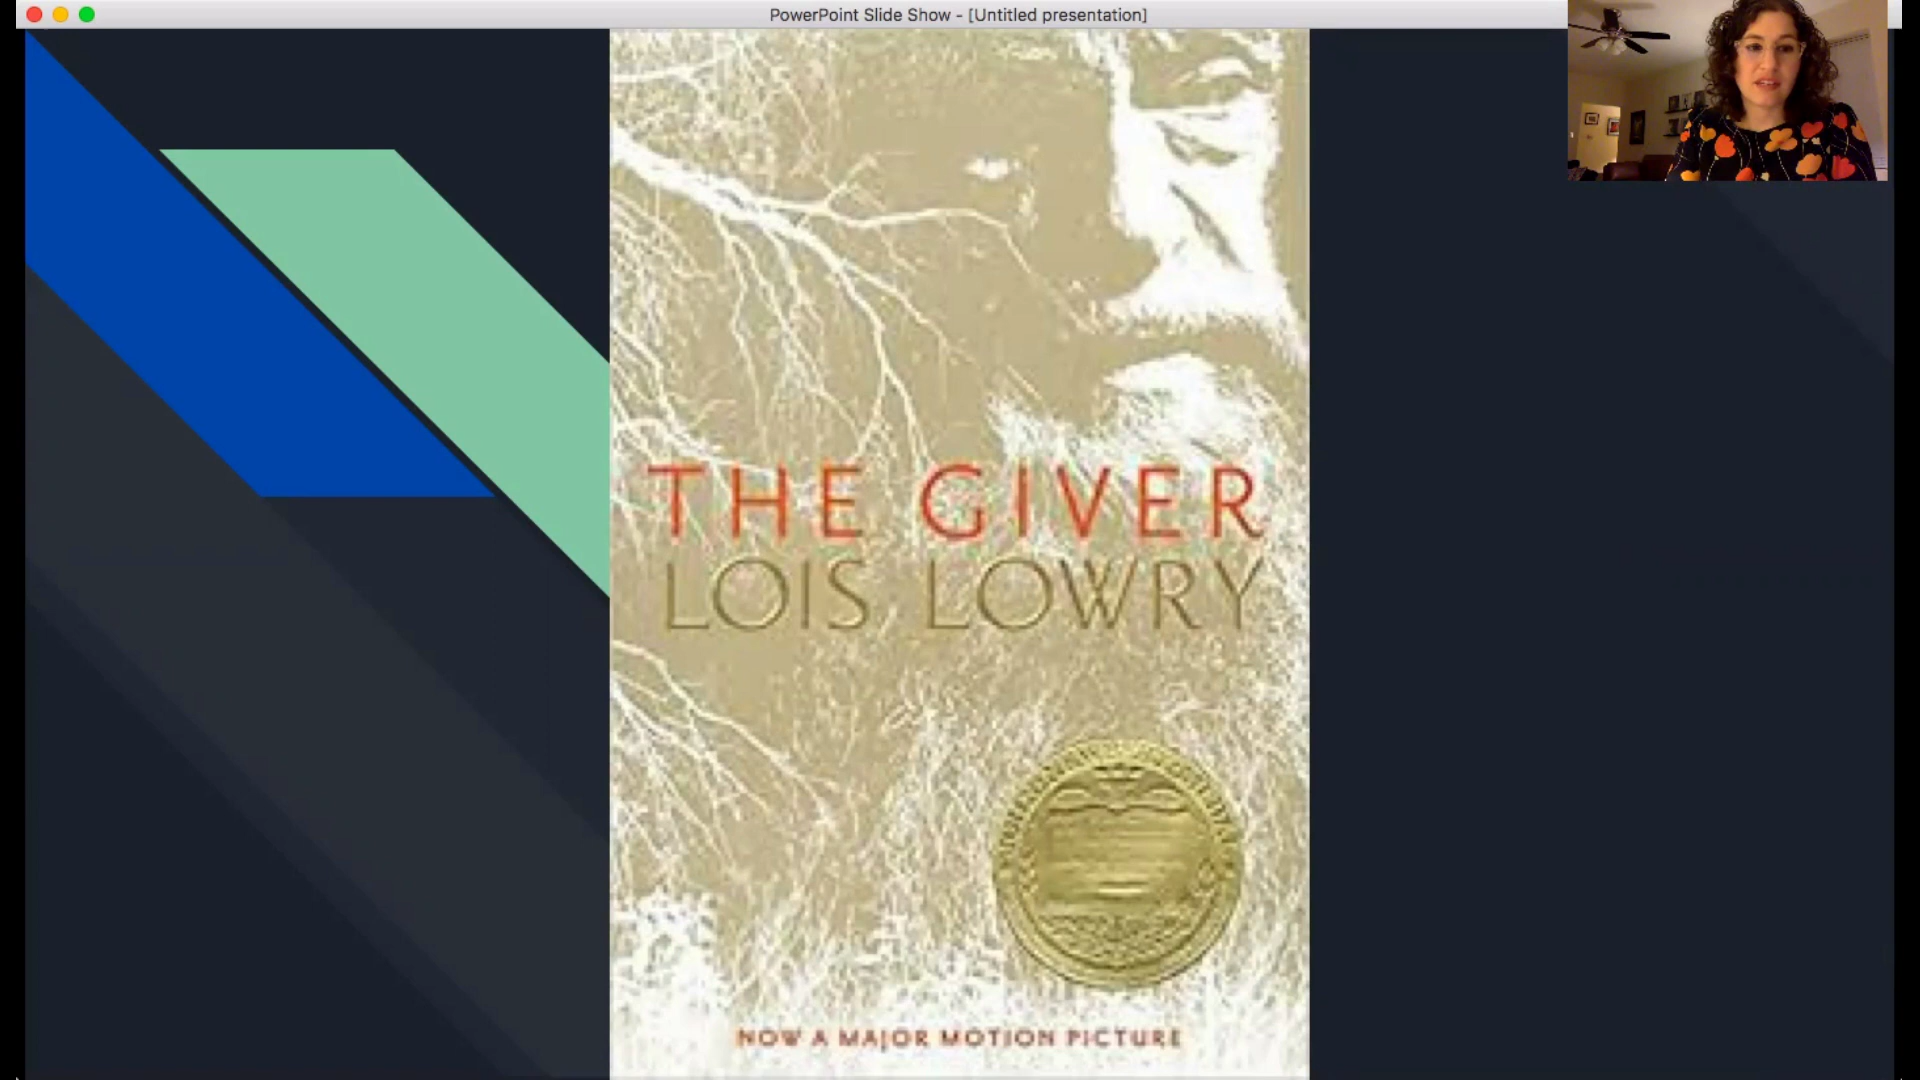 PowerPoint Slide Show - [Untitled presentation]
THE GIVER
LOIS LOWRY
NOW A MAJOR MOTION PICTURE